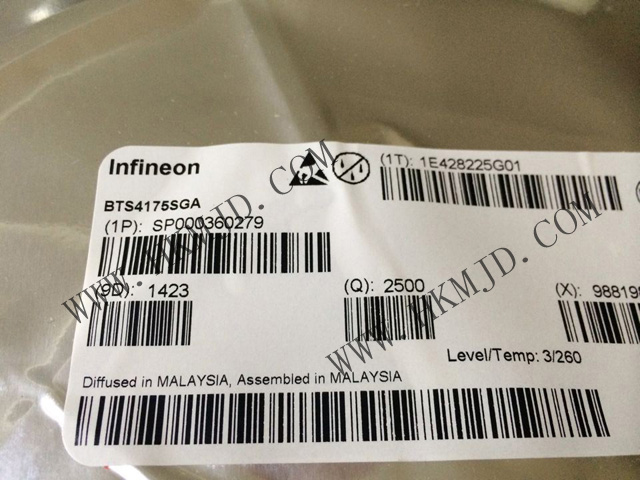 Infineon
(1T): 1E428225G01
BTS4175SGA
(1P): SP000360279
(9D): 1423
(Q): 2500
(X): 98819
Level/Temp: 3/260
Diffused in MALAYSIA, Assembled in MALAYSIA
WWW.HKMJD.COM
WWW.HKMJD.COM